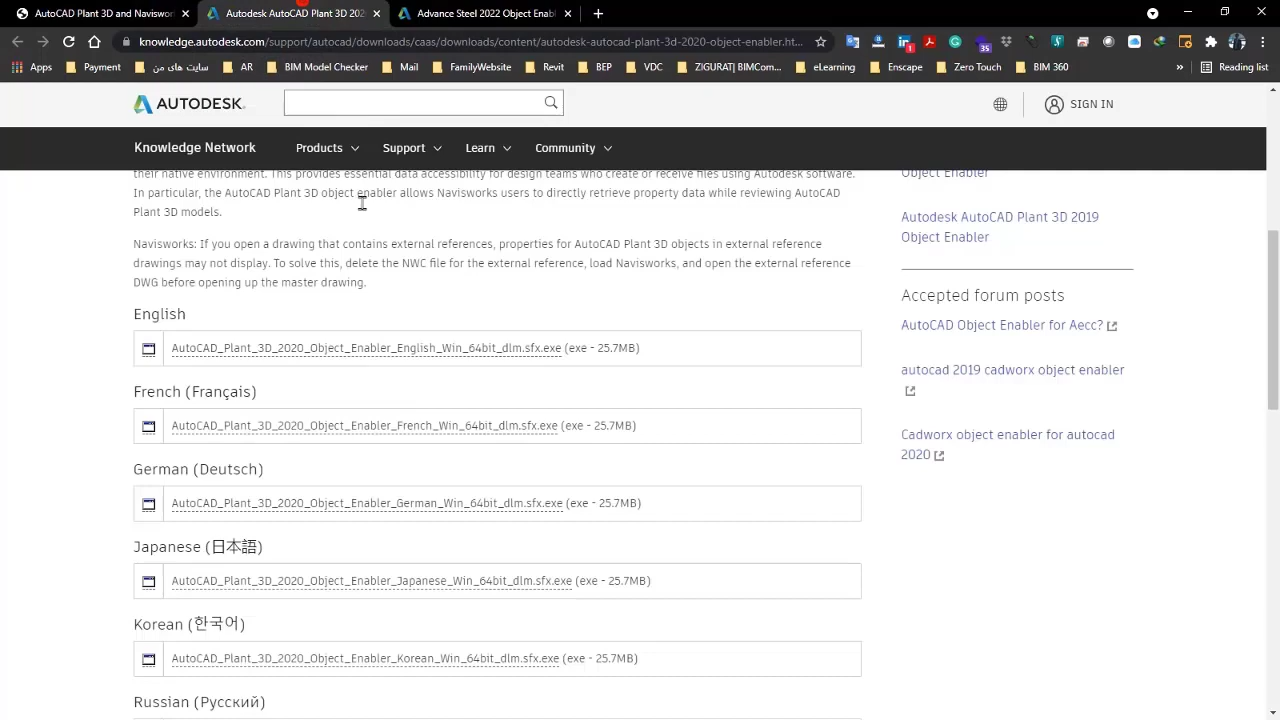 AutoCAD Plant 3D and Naviswor
Autodesk AutoCAD Plant 3D 202
Advance Steel 2022 Object Enabl
knowledge.autodesk.com/support/autocad/downloads/caas/downloads/content/autodesk-autocad-plant-3d-2020-object-enabler.ht...
1
35
Apps
Payment
سایت های من
AR
BIM Model Checker
Mail
FamilyWebsite
Revit
BEP
VDC
ZIGURAT| BIMCom...
eLearning
Enscape
Zero Touch
BIM 360
»
Reading list
AUTODESK
SIGN IN
Knowledge Network
Products
Support
Learn
Community
their native environment. This provides essential data accessibility for design teams who create or receive files using Autodesk software.
In particular, the AutoCAD Plant 3D object enabler allows Navisworks users to directly retrieve property data while reviewing AutoCAD
Plant 3D models.
Navisworks: If you open a drawing that contains external references, properties for AutoCAD Plant 3D objects in external reference
drawings may not display. To solve this, delete the NWC file for the external reference, load Navisworks, and open the external reference
DWG before opening up the master drawing.
English
AutoCAD_Plant_3D_2020_Object_Enabler_English_Win_64bit_dlm.sfx.exe (exe - 25.7MB)
French (Français)
AutoCAD_Plant_3D_2020_Object_Enabler_French_Win_64bit_dlm.sfx.exe (exe - 25.7MB)
German (Deutsch)
AutoCAD_Plant_3D_2020_Object_Enabler_German_Win_64bit_dlm.sfx.exe (exe - 25.7MB)
Japanese (日本語)
AutoCAD_Plant_3D_2020_Object_Enabler_Japanese_Win_64bit_dlm.sfx.exe (exe - 25.7MB)
Korean (한국어)
AutoCAD_Plant_3D_2020_Object_Enabler_Korean_Win_64bit_dlm.sfx.exe (exe - 25.7MB)
Russian (Русский)
Object Enabler
Autodesk AutoCAD Plant 3D 2019
Object Enabler
Accepted forum posts
AutoCAD Object Enabler for Aecc?
autocad 2019 cadworx object enabler
Cadworx object enabler for autocad
2020